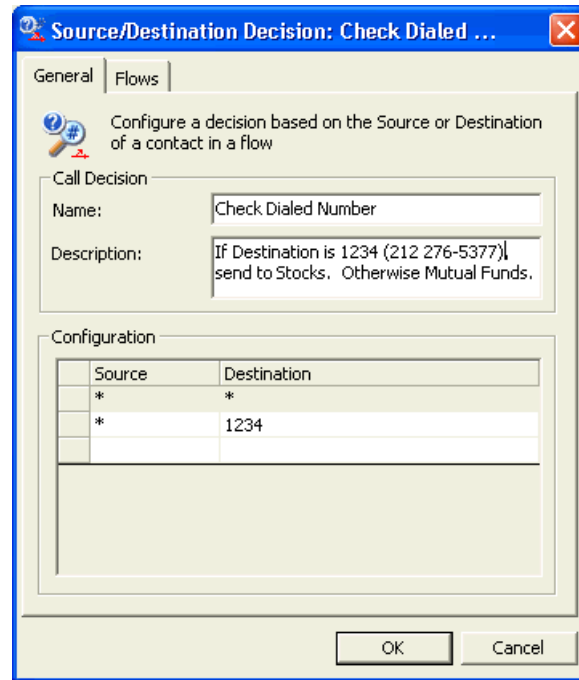 Source/Destination Decision: Check Dialed ...
General Flows
Configure a decision based on the Source or Destination
of a contact in a flow
Call Decision
Name: Check Dialed Number
Description: If Destination is 1234 (212 276-5377),
send to Stocks. Otherwise Mutual Funds.
Configuration
Source Destination
* *
* 1234
OK Cancel